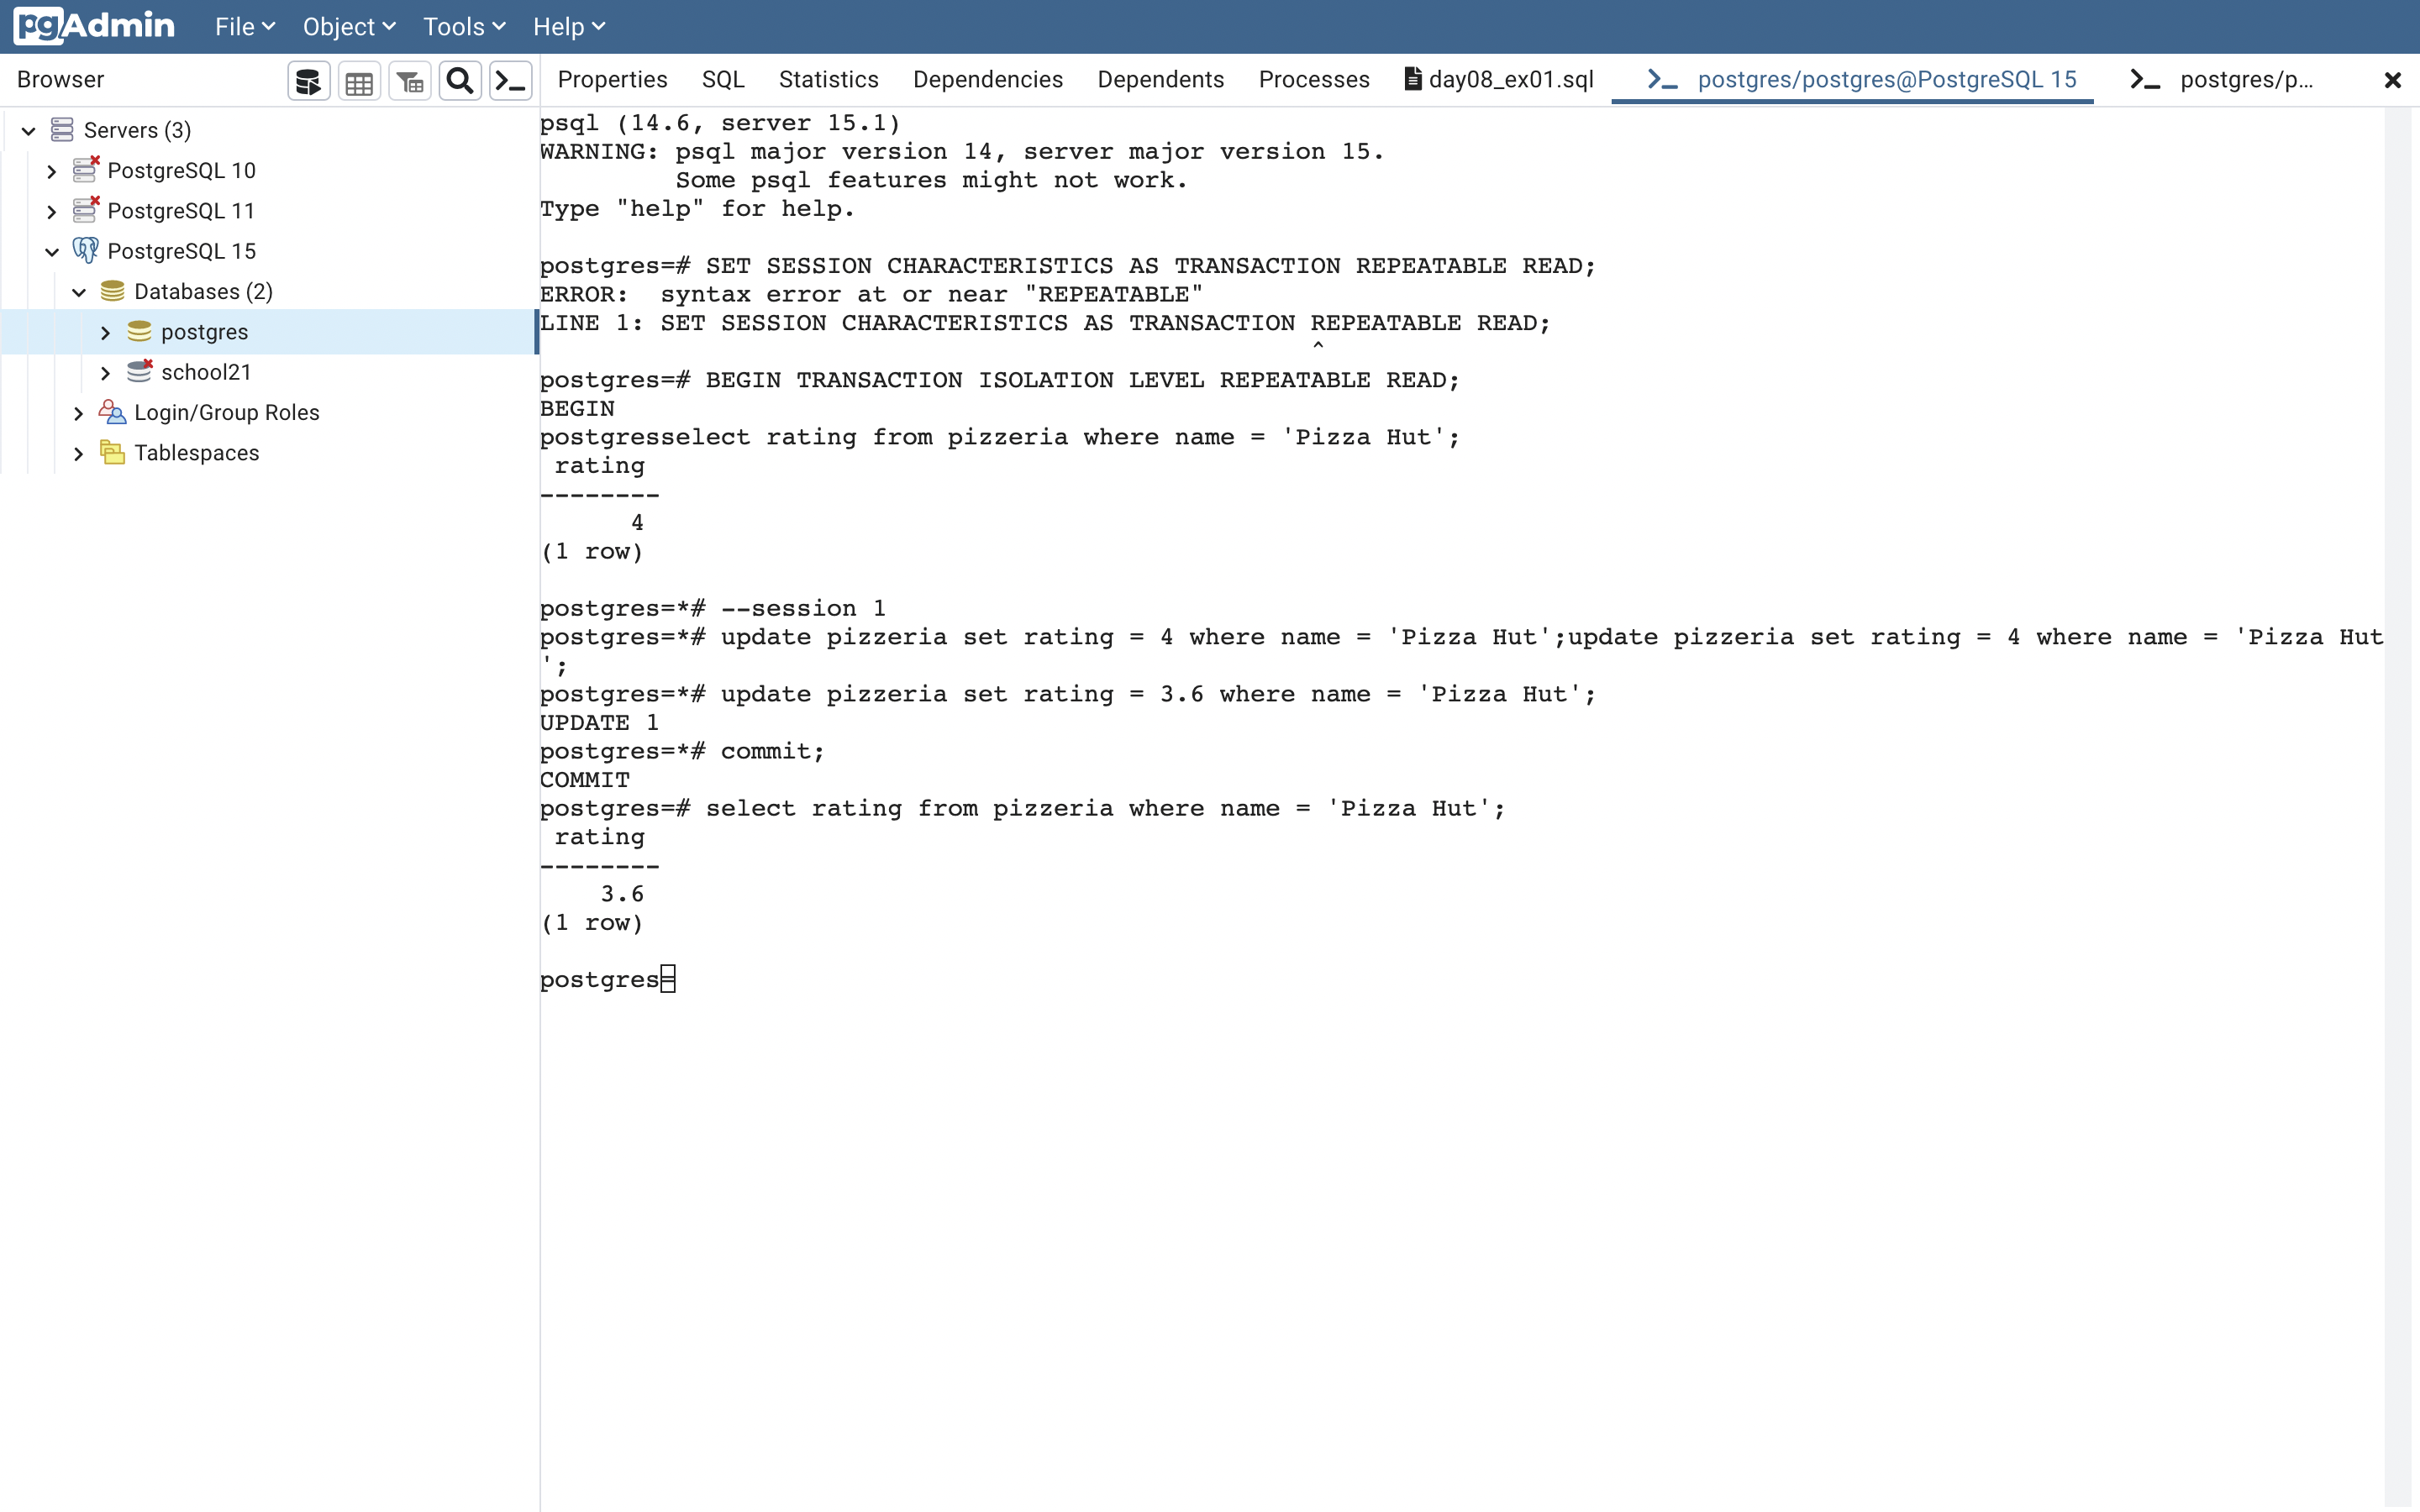 pgAdmin File Object Tools Help
Browser
Properties SQL Statistics Dependencies Dependents Processes day08_ex01.sql postgres/postgres@PostgreSQL 15 postgres/p...
Servers (3)
PostgreSQL 10
PostgreSQL 11
PostgreSQL 15
Databases (2)
postgres
school21
Login/Group Roles
Tablespaces
psql (14.6, server 15.1)
WARNING: psql major version 14, server major version 15.
         Some psql features might not work.
Type "help" for help.
postgres=# SET SESSION CHARACTERISTICS AS TRANSACTION REPEATABLE READ;
ERROR:  syntax error at or near "REPEATABLE"
LINE 1: SET SESSION CHARACTERISTICS AS TRANSACTION REPEATABLE READ;
                                                   ^
postgres=# BEGIN TRANSACTION ISOLATION LEVEL REPEATABLE READ;
BEGIN
postgresselect rating from pizzeria where name = 'Pizza Hut';
 rating
--------
      4
(1 row)
postgres=*# --session 1
postgres=*# update pizzeria set rating = 4 where name = 'Pizza Hut';update pizzeria set rating = 4 where name = 'Pizza Hut
';
postgres=*# update pizzeria set rating = 3.6 where name = 'Pizza Hut';
UPDATE 1
postgres=*# commit;
COMMIT
postgres=# select rating from pizzeria where name = 'Pizza Hut';
 rating
--------
    3.6
(1 row)
postgres=